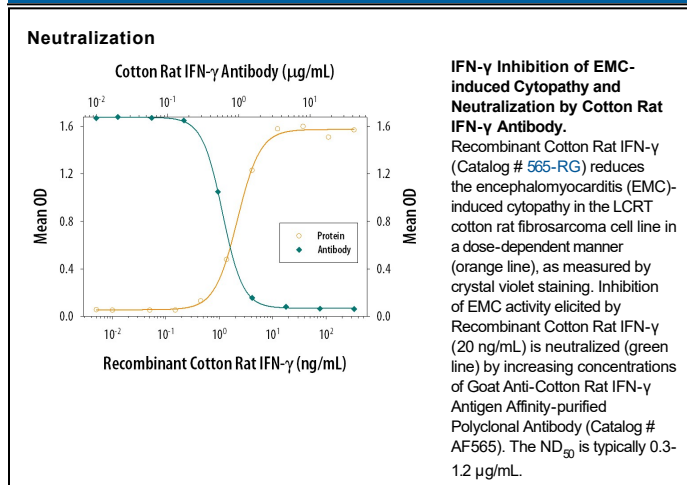 Neutralization
Cotton Rat IFN-γ Antibody (μg/mL)
10⁻² 10⁻¹ 10⁰ 10¹
Mean OD
1.6
1.2
0.8
0.4
0.0
Protein
Antibody
1.6
1.2
0.8
0.4
0.0
Mean OD
10⁻² 10⁻¹ 10⁰ 10¹ 10²
Recombinant Cotton Rat IFN-γ (ng/mL)
IFN-γ Inhibition of EMC-
induced Cytopathy and
Neutralization by Cotton Rat
IFN-γ Antibody.
Recombinant Cotton Rat IFN-γ
(Catalog # 565-RG) reduces
the encephalomyocarditis (EMC)-
induced cytopathy in the LCRT
cotton rat fibrosarcoma cell line in
a dose-dependent manner
(orange line), as measured by
crystal violet staining. Inhibition
of EMC activity elicited by
Recombinant Cotton Rat IFN-γ
(20 ng/mL) is neutralized (green
line) by increasing concentrations
of Goat Anti-Cotton Rat IFN-γ
Antigen Affinity-purified
Polyclonal Antibody (Catalog #
AF565). The ND₅₀ is typically 0.3-
1.2 μg/mL.